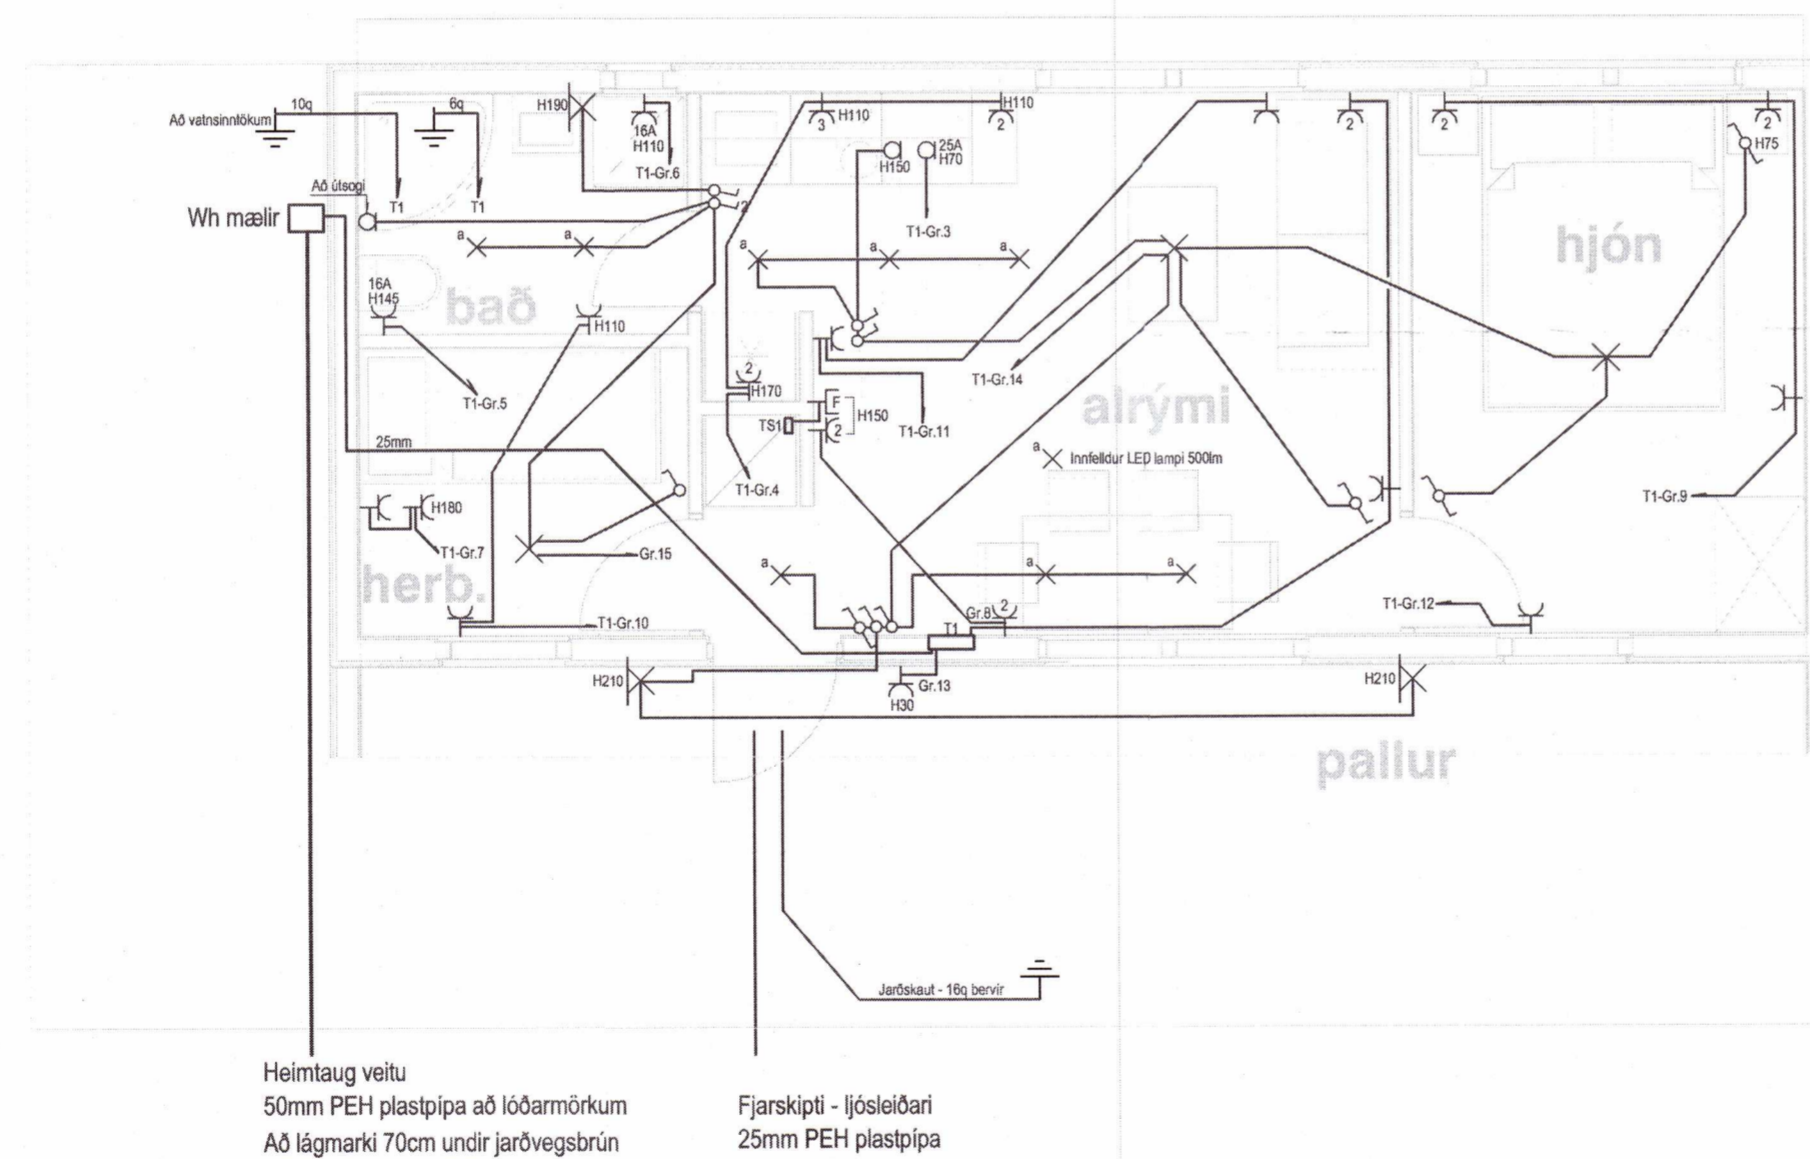 10q
6q
H190
H110
H110
Að vatnsinntökum
3
2
2
2
2
16A
H110
H150
25A
H70
H75
T1-Gr.6
Að útsogi
T1
T1
2
Wh mælir
T1-Gr.3
a
a
a
a
a
hjón
16A
H145
bað
H110
2
H170
T1-Gr.14
T1-Gr.5
alrými
F
H150
TS1
2
T1-Gr.11
25mm
a
Innfelldur LED lampi 500lm
T1-Gr.4
T1-Gr.9
H180
T1-Gr.7
Gr.15
a
a
a
herb.
T1-Gr.12
Gr.8
2
T1-Gr.10
T1
H210
Gr.13
H210
H30
pallur
Jarðskaut - 16q bervír
Heimtaug veitu
50mm PEH plastpípa að lóðarmörkum
Að lágmarki 70cm undir jarðvegsbrún
Fjarskipti - ljósleiðari
25mm PEH plastpípa